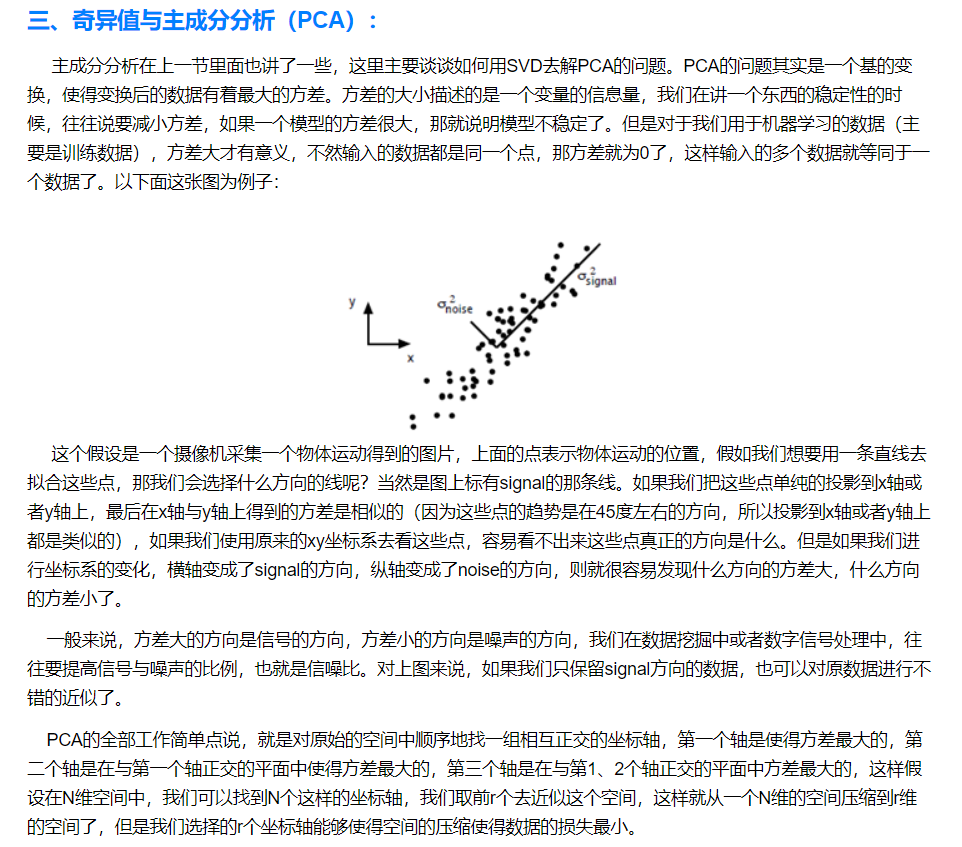 三、奇异值与主成分分析（PCA）：
主成分分析在上一节里面也讲了一些，这里主要谈谈如何用SVD去解PCA的问题。PCA的问题其实是一个基的变
换，使得变换后的数据有着最大的方差。方差的大小描述的是一个变量的信息量，我们在讲一个东西的稳定性的时
候，往往说要减小方差，如果一个模型的方差很大，那就说明模型不稳定了。但是对于我们用于机器学习的数据（主
要是训练数据），方差大才有意义，不然输入的数据都是同一个点，那方差就为0了，这样输入的多个数据就等同于一
个数据了。以下面这张图为例子：
σ²signal
σ²noise
y
x
这个假设是一个摄像机采集一个物体运动得到的图片，上面的点表示物体运动的位置，假如我们想要用一条直线去
拟合这些点，那我们会选择什么方向的线呢？当然是图上标有signal的那条线。如果我们把这些点单纯的投影到x轴或
者y轴上，最后在x轴与y轴上得到的方差是相似的（因为这些点的趋势是在45度左右的方向，所以投影到x轴或者y轴上
都是类似的），如果我们使用原来的xy坐标系去看这些点，容易看不出来这些点真正的方向是什么。但是如果我们进
行坐标系的变化，横轴变成了signal的方向，纵轴变成了noise的方向，则就很容易发现什么方向的方差大，什么方向
的方差小了。
一般来说，方差大的方向是信号的方向，方差小的方向是噪声的方向，我们在数据挖掘中或者数字信号处理中，往
往要提高信号与噪声的比例，也就是信噪比。对上图来说，如果我们只保留signal方向的数据，也可以对原数据进行不
错的近似了。
PCA的全部工作简单点说，就是对原始的空间中顺序地找一组相互正交的坐标轴，第一个轴是使得方差最大的，第
二个轴是在与第一个轴正交的平面中使得方差最大的，第三个轴是在与第1、2个轴正交的平面中方差最大的，这样假
设在N维空间中，我们可以找到N个这样的坐标轴，我们取前r个去近似这个空间，这样就从一个N维的空间压缩到r维
的空间了，但是我们选择的r个坐标轴能够使得空间的压缩使得数据的损失最小。